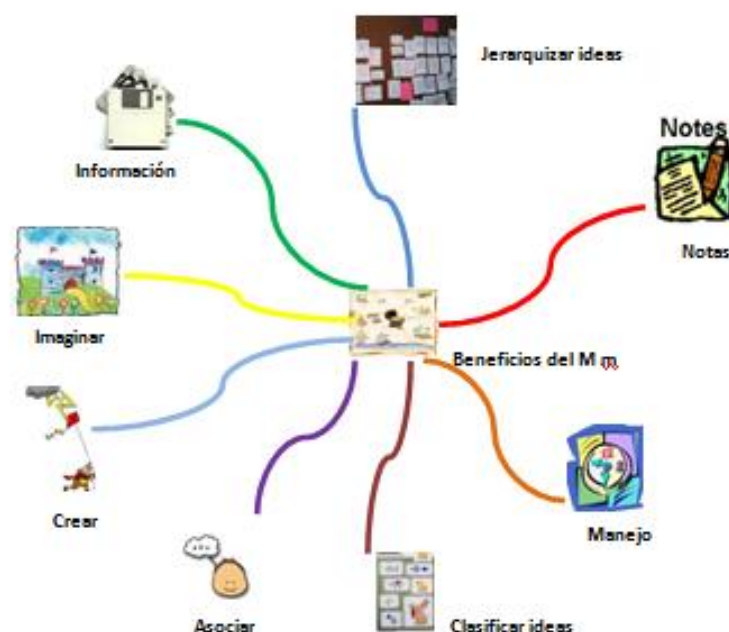 Jerarquizar ideas
Notes
Notas
Información
Imaginar
Beneficios del M m
Crear
Manejo
Asociar
Clasificar ideas